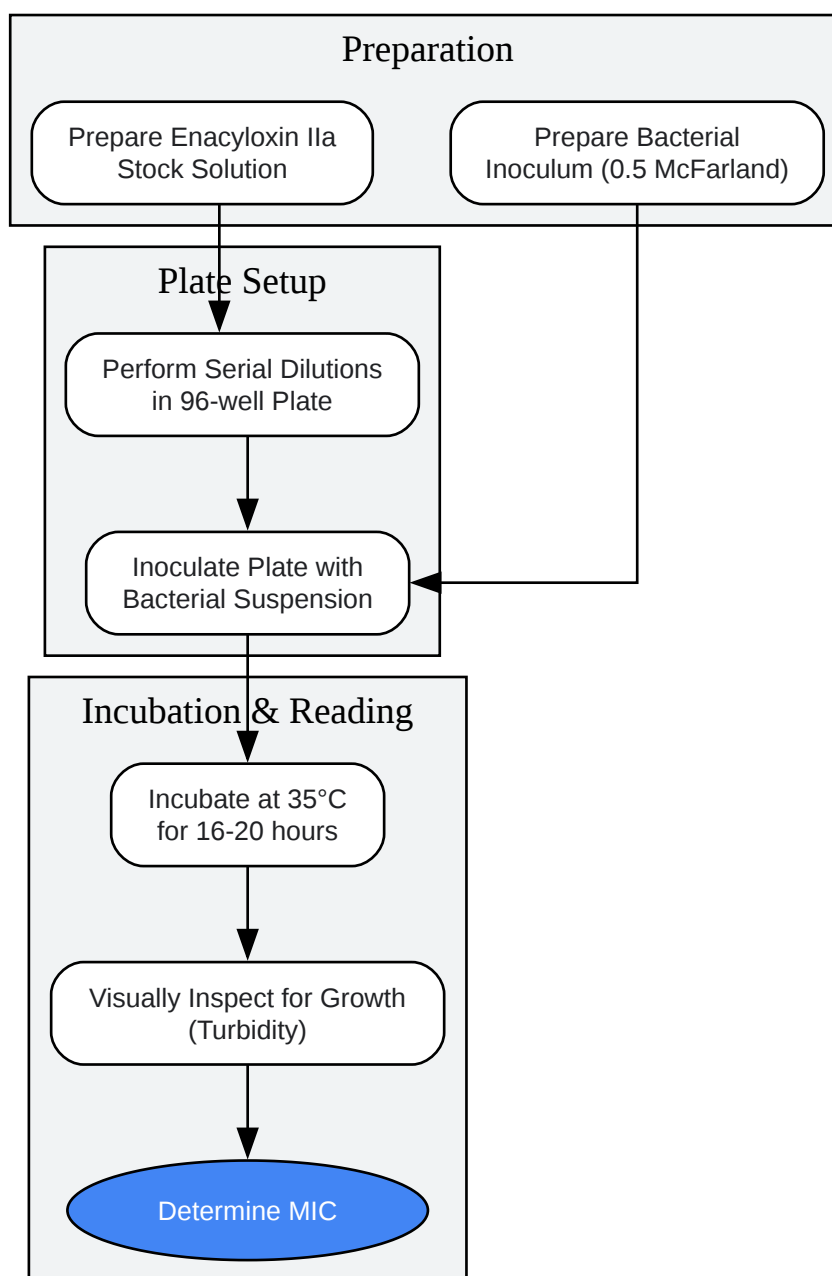 Preparation
Prepare Enacyloxin IIa
Stock Solution
Prepare Bacterial
Inoculum (0.5 McFarland)
Plate Setup
Perform Serial Dilutions
in 96-well Plate
Inoculate Plate with
Bacterial Suspension
Incubation & Reading
Incubate at 35°C
for 16-20 hours
Visually Inspect for Growth
(Turbidity)
Determine MIC